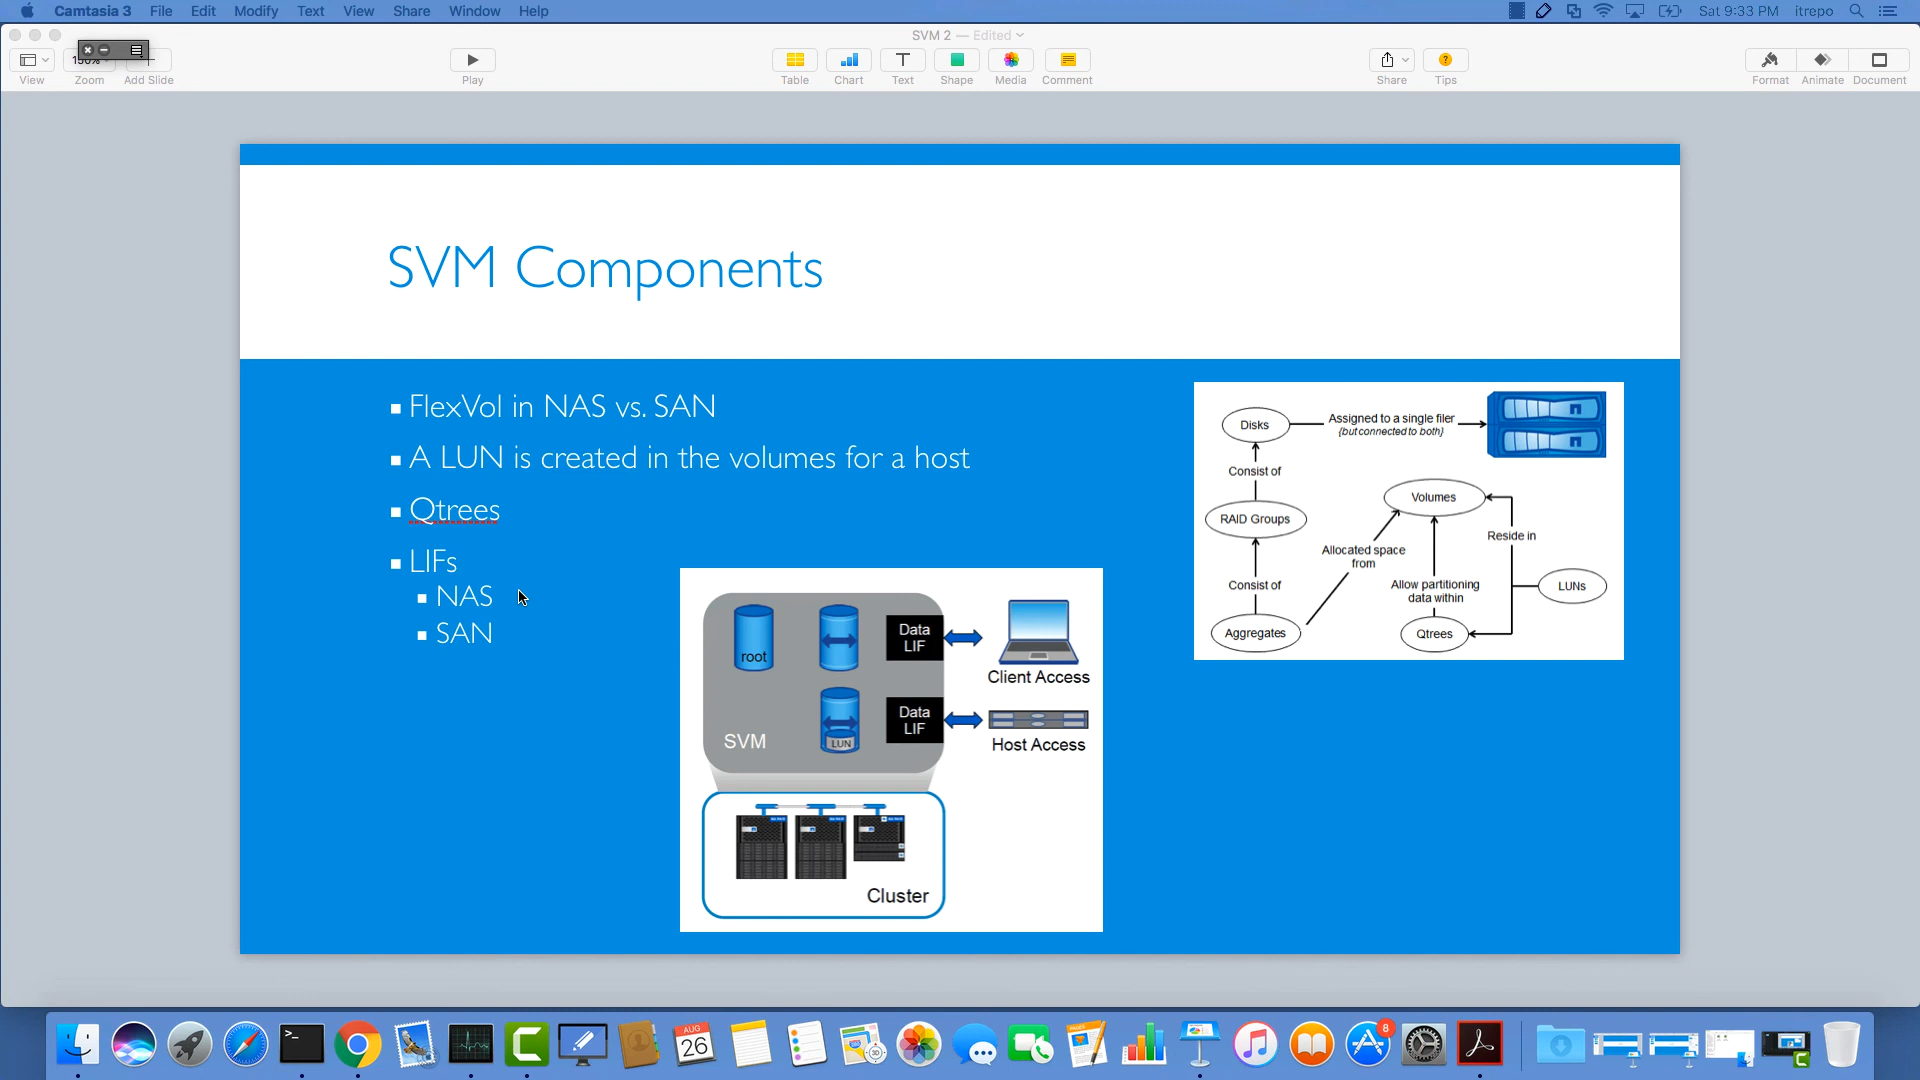 Camtasia 3 File Edit Modify Text View Share Window Help Sat 9:33 PM itrepo
SVM 2 — Edited
View Zoom Add Slide Play Table Chart Text Shape Media Comment Share Tips Format Animate Document
SVM Components
FlexVol in NAS vs. SAN
A LUN is created in the volumes for a host
Qtrees
LIFs
NAS
SAN
root
Data
LIF
Client Access
LUN
Data
LIF
Host Access
SVM
Cluster
Disks
Assigned to a single filer
(but connected to both)
Consist of
RAID Groups
Volumes
Reside in
Allocated space
from
Consist of
Allow partitioning
data within
LUNs
Aggregates
Qtrees
AUG
26
8